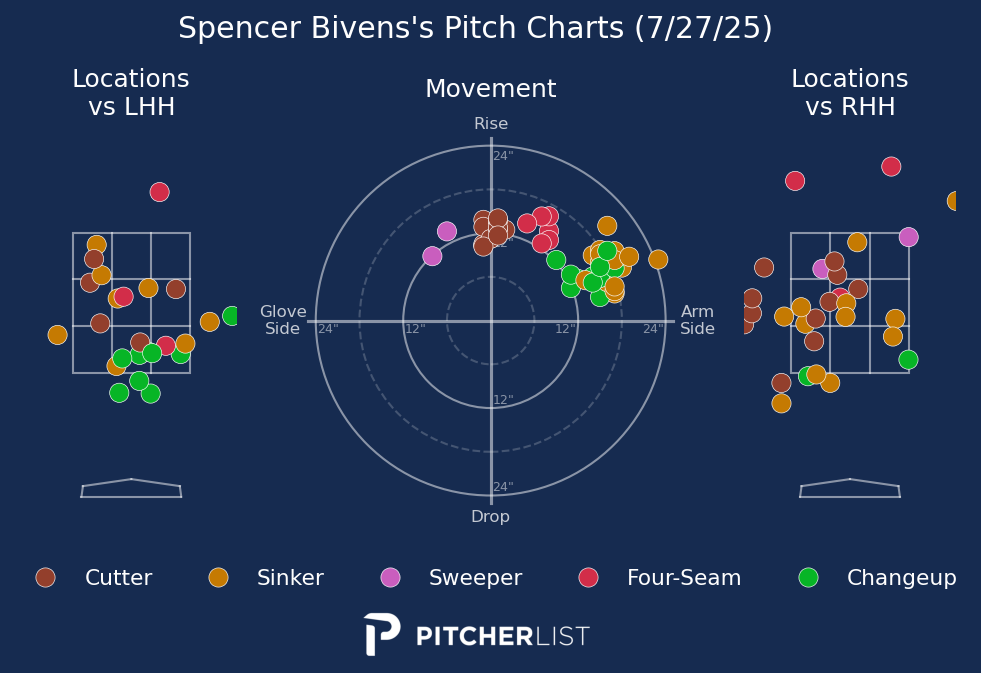 Spencer Bivens's Pitch Charts (7/27/25)
Locations
vs LHH
Movement
Locations
vs RHH
Rise
24"
Glove
Side
24"
12"
12"
24"
Arm
Side
12"
24"
Drop
Cutter
Sinker
Sweeper
Four-Seam
Changeup
PITCHERLIST